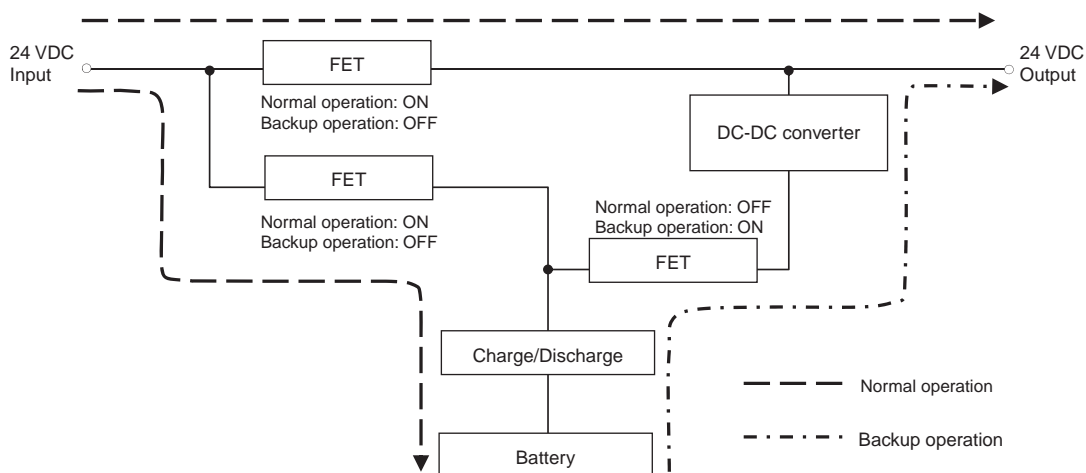 24 VDC
Input
FET
24 VDC
Output
Normal operation: ON
Backup operation: OFF
DC-DC converter
FET
Normal operation: ON
Backup operation: OFF
Normal operation: OFF
Backup operation: ON
FET
Charge/Discharge
Normal operation
Backup operation
Battery